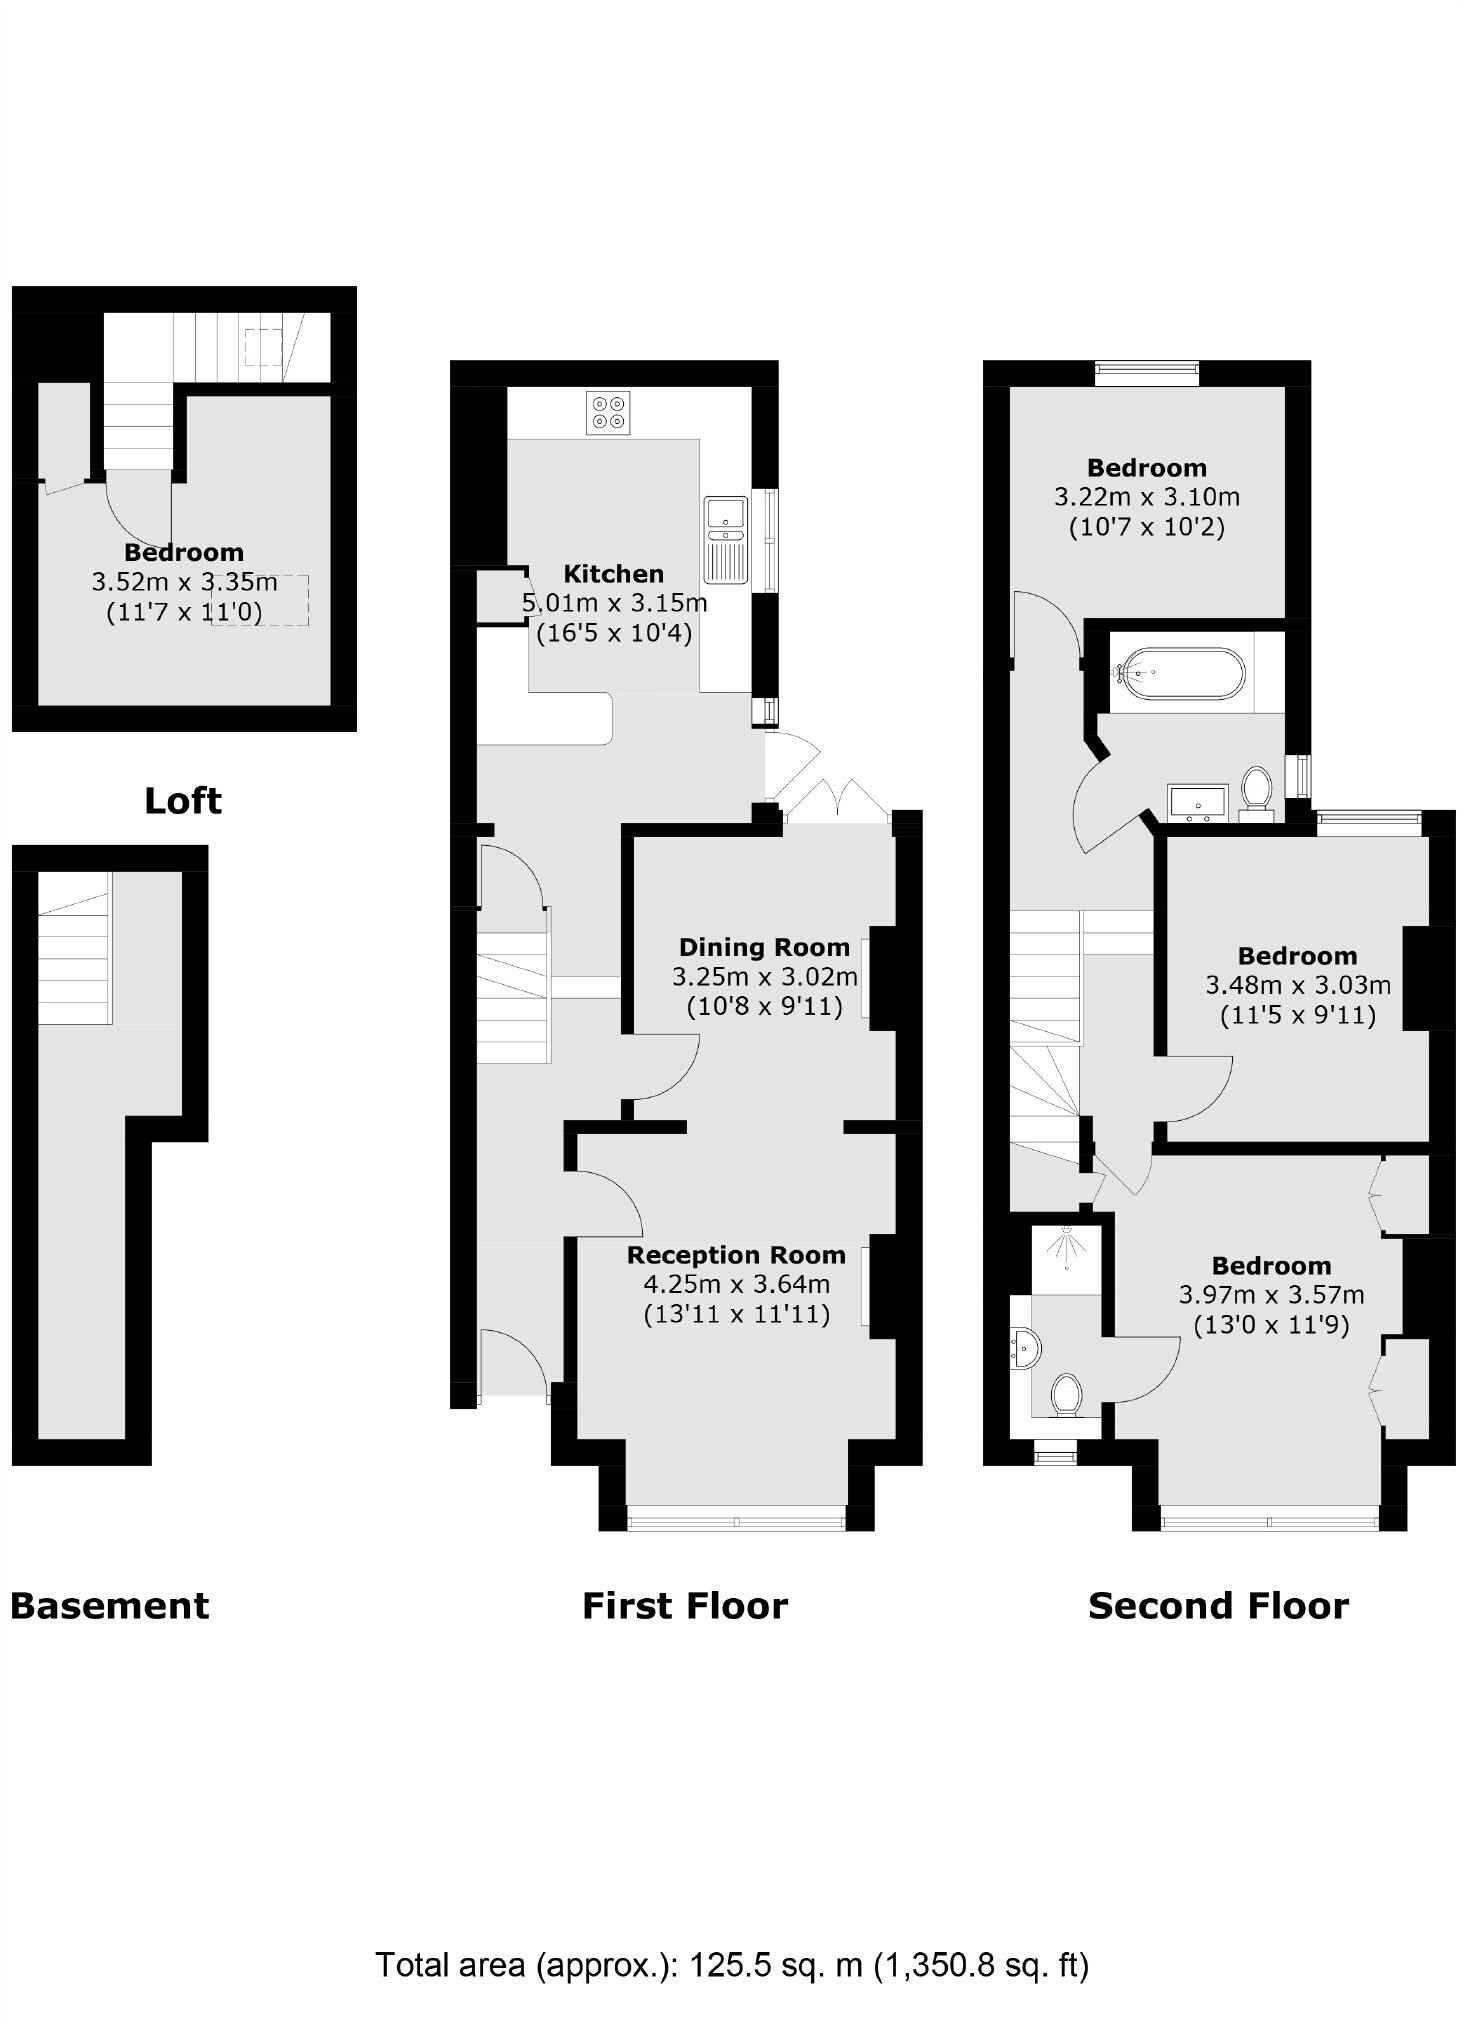 Bedroom
3.52m x 3.35m
(11'7 x 11'0)
Loft
Basement
Kitchen
5.01m x 3.15m
(16'5 x 10'4)
Dining Room
3.25m x 3.02m
(10'8 x 9'11)
Reception Room
4.25m x 3.64m
(13'11 x 11'11)
First Floor
Bedroom
3.22m x 3.10m
(10'7 x 10'2)
Bedroom
3.48m x 3.03m
(11'5 x 9'11)
Bedroom
3.97m x 3.57m
(13'0 x 11'9)
Second Floor
Total area (approx.): 125.5 sq. m (1,350.8 sq. ft)